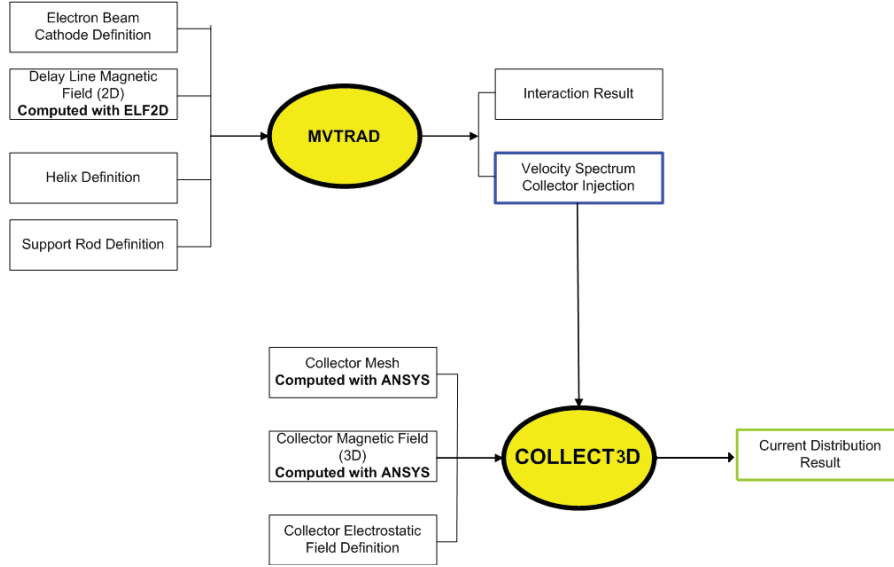 Electron Beam
Cathode Definition
Delay Line Magnetic
Field (2D)
Computed with ELF2D
Helix Definition
Support Rod Definition
MVTRAD
Interaction Result
Velocity Spectrum
Collector Injection
Collector Mesh
Computed with ANSYS
Collector Magnetic Field
(3D)
Computed with ANSYS
Collector Electrostatic
Field Definition
COLLECT3D
Current Distribution
Result